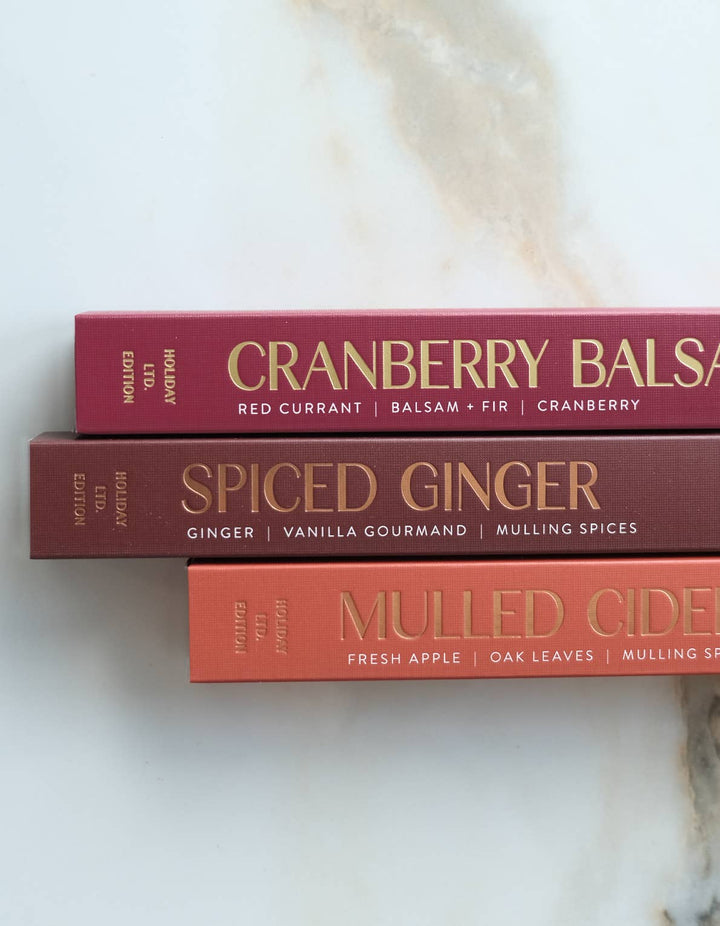 HOLIDAY
LTD.
EDITION
CRANBERRY BALSA
RED CURRANT | BALSAM + FIR | CRANBERRY
HOLIDAY
LTD.
EDITION
SPICED GINGER
GINGER | VANILLA GOURMAND | MULLING SPICES
HOLIDAY
LTD.
EDITION
MULLED CIDE
FRESH APPLE | OAK LEAVES | MULLING SP